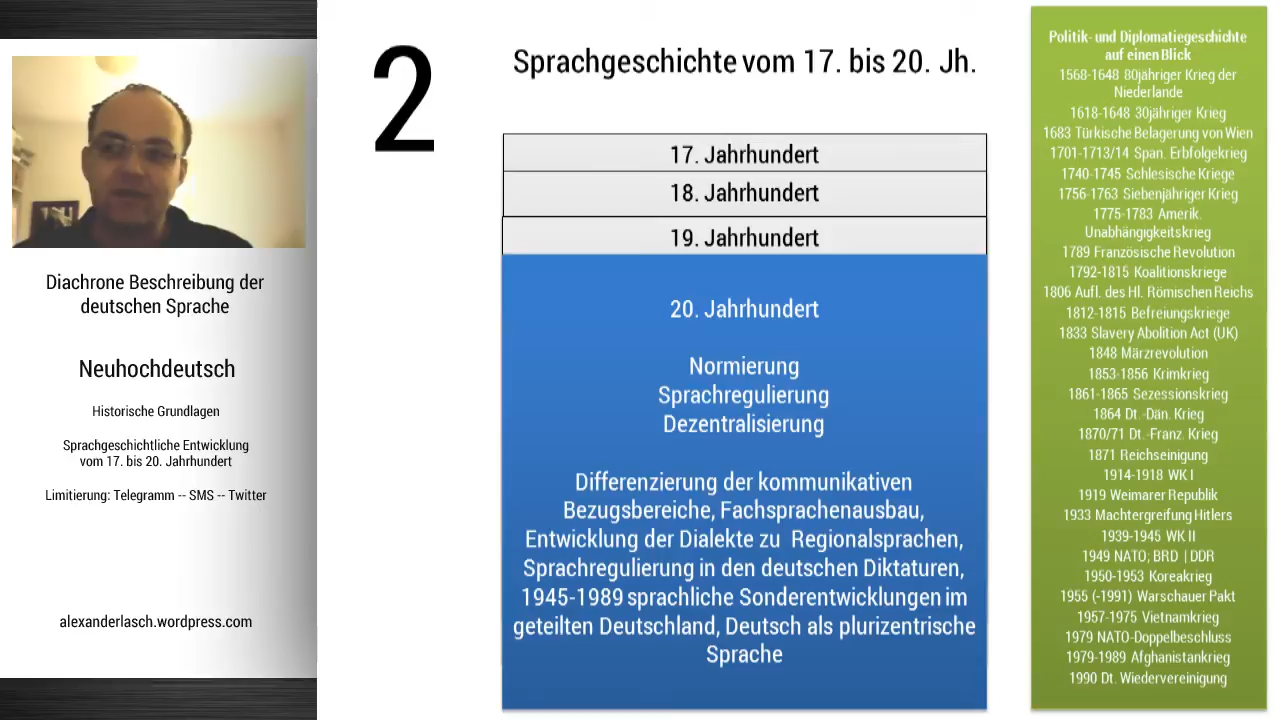 Diachrone Beschreibung der
deutschen Sprache
Neuhochdeutsch
Historische Grundlagen
Sprachgeschichtliche Entwicklung
vom 17. bis 20. Jahrhundert
Limitierung: Telegramm -- SMS -- Twitter
alexanderlasch.wordpress.com
2
Sprachgeschichte vom 17. bis 20. Jh.
17. Jahrhundert
18. Jahrhundert
19. Jahrhundert
20. Jahrhundert
Normierung
Sprachregulierung
Dezentralisierung
Differenzierung der kommunikativen
Bezugsbereiche, Fachsprachenausbau,
Entwicklung der Dialekte zu Regionalsprachen,
Sprachregulierung in den deutschen Diktaturen,
1945-1989 sprachliche Sonderentwicklungen im
geteilten Deutschland, Deutsch als plurizentrische
Sprache
Politik- und Diplomatiegeschichte
auf einen Blick
1568-1648 80jähriger Krieg der
Niederlande
1618-1648 30jähriger Krieg
1683 Türkische Belagerung von Wien
1701-1713/14 Span. Erbfolgekrieg
1740-1745 Schlesische Kriege
1756-1763 Siebenjähriger Krieg
1775-1783 Amerik.
Unabhängigkeitskrieg
1789 Französische Revolution
1792-1815 Koalitionskriege
1806 Aufl. des Hl. Römischen Reichs
1812-1815 Befreiungskriege
1833 Slavery Abolition Act (UK)
1848 Märzrevolution
1853-1856 Krimkrieg
1861-1865 Sezessionskrieg
1864 Dt.-Dän. Krieg
1870/71 Dt.-Franz. Krieg
1871 Reichseinigung
1914-1918 WK I
1919 Weimarer Republik
1933 Machtergreifung Hitlers
1939-1945 WK II
1949 NATO; BRD | DDR
1950-1953 Koreakrieg
1955 (-1991) Warschauer Pakt
1957-1975 Vietnamkrieg
1979 NATO-Doppelbeschluss
1979-1989 Afghanistankrieg
1990 Dt. Wiedervereinigung